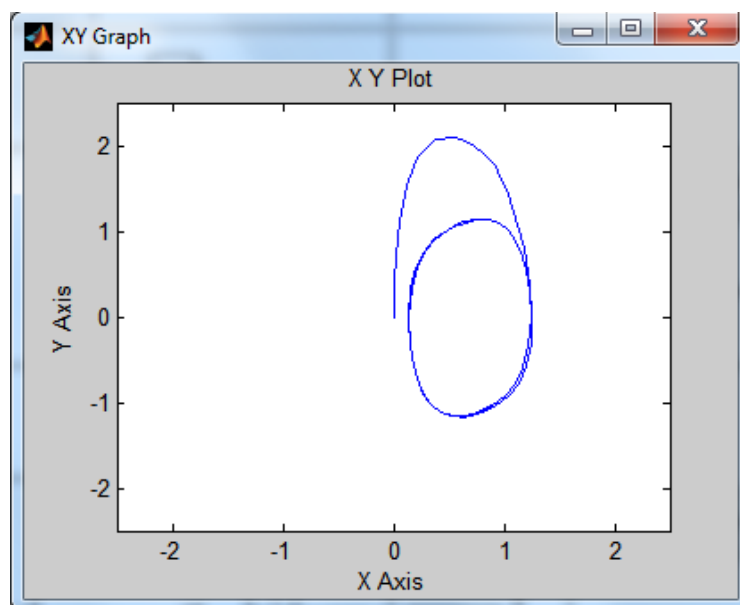 XY Graph
X Y Plot
2
1
0
-1
-2
Y Axis
-2 -1 0 1 2
X Axis